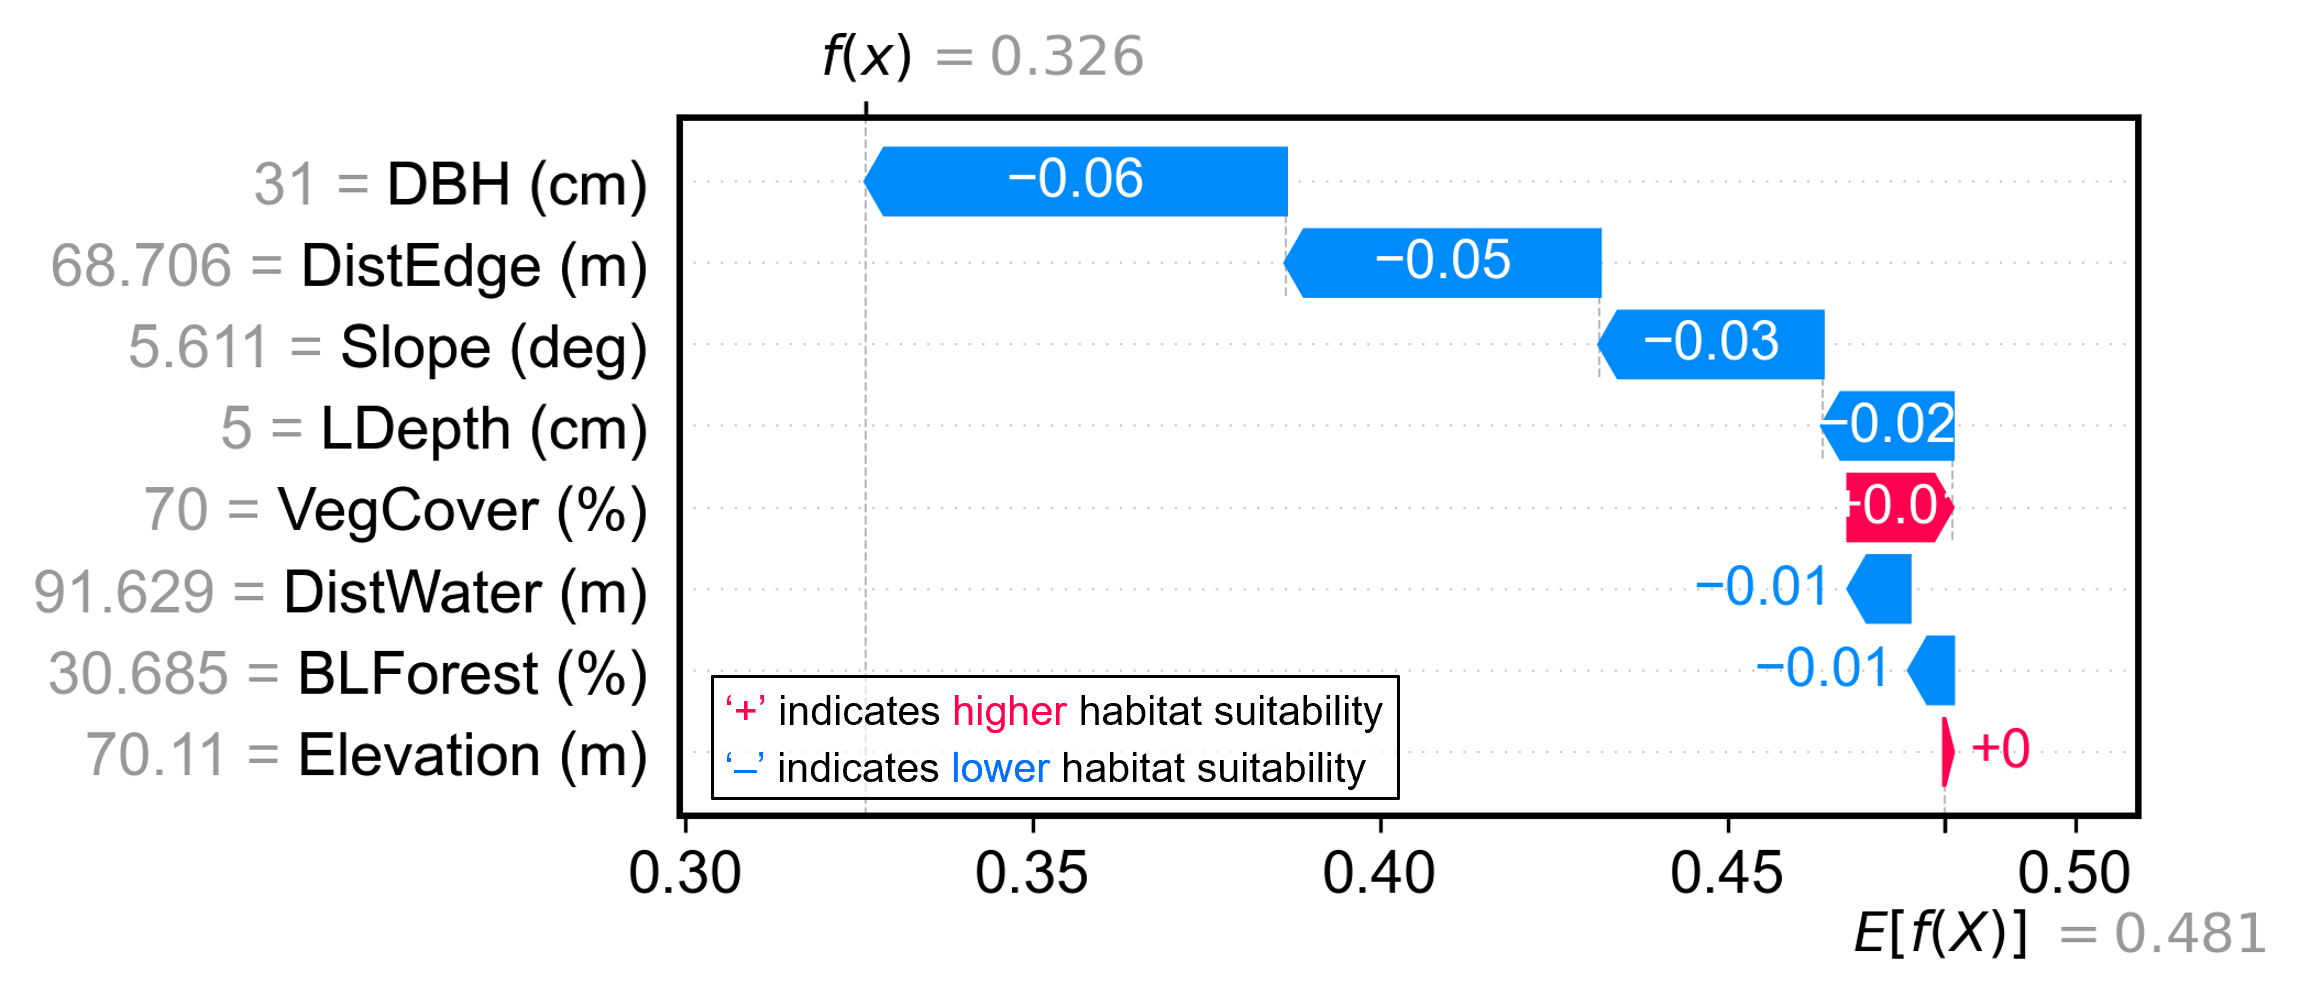 f(x) = 0.326
31 = DBH (cm)
−0.06
68.706 = DistEdge (m)
−0.05
5.611 = Slope (deg)
−0.03
5 = LDepth (cm)
−0.02
70 = VegCover (%)
+0.0
91.629 = DistWater (m)
−0.01
30.685 = BLForest (%)
−0.01
70.11 = Elevation (m)
+0
‘+’ indicates higher habitat suitability
‘–’ indicates lower habitat suitability
0.30 0.35 0.40 0.45 0.50
E[f(X)] = 0.481